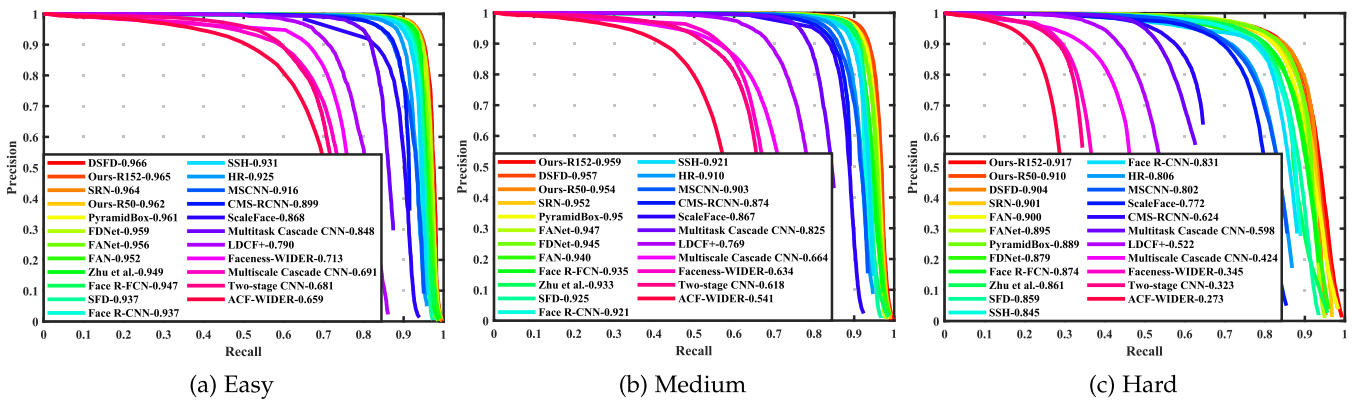 1
0.9
0.8
0.7
0.6
0.5
0.4
0.3
0.2
0.1
0
Precision
DSFD-0.966
Ours-R152-0.965
SRN-0.964
Ours-R50-0.962
PyramidBox-0.961
FDNet-0.959
FANet-0.956
FAN-0.952
Zhu et al.-0.949
Face R-FCN-0.947
SFD-0.937
Face R-CNN-0.937
SSH-0.931
HR-0.925
MSCNN-0.916
CMS-RCNN-0.899
ScaleFace-0.868
Multitask Cascade CNN-0.848
LDCF+-0.790
Faceness-WIDER-0.713
Multiscale Cascade CNN-0.691
Two-stage CNN-0.681
ACF-WIDER-0.659
0 0.1 0.2 0.3 0.4 0.5 0.6 0.7 0.8 0.9 1
Recall
(a) Easy
1
0.9
0.8
0.7
0.6
0.5
0.4
0.3
0.2
0.1
0
Precision
Ours-R152-0.959
DSFD-0.957
Ours-R50-0.954
SRN-0.952
PyramidBox-0.95
FANet-0.947
FDNet-0.945
FAN-0.940
Face R-FCN-0.935
Zhu et al.-0.933
SFD-0.925
Face R-CNN-0.921
SSH-0.921
HR-0.910
MSCNN-0.903
CMS-RCNN-0.874
ScaleFace-0.867
Multitask Cascade CNN-0.825
LDCF+-0.769
Multiscale Cascade CNN-0.664
Faceness-WIDER-0.634
Two-stage CNN-0.618
ACF-WIDER-0.541
0 0.1 0.2 0.3 0.4 0.5 0.6 0.7 0.8 0.9 1
Recall
(b) Medium
1
0.9
0.8
0.7
0.6
0.5
0.4
0.3
0.2
0.1
0
Precision
Ours-R152-0.917
Ours-R50-0.910
DSFD-0.904
SRN-0.901
FAN-0.900
FANet-0.895
PyramidBox-0.889
FDNet-0.879
Face R-FCN-0.874
Zhu et al.-0.861
SFD-0.859
SSH-0.845
Face R-CNN-0.831
HR-0.806
MSCNN-0.802
ScaleFace-0.772
CMS-RCNN-0.624
Multitask Cascade CNN-0.598
LDCF+-0.522
Multiscale Cascade CNN-0.424
Faceness-WIDER-0.345
Two-stage CNN-0.323
ACF-WIDER-0.273
0 0.1 0.2 0.3 0.4 0.5 0.6 0.7 0.8 0.9 1
Recall
(c) Hard